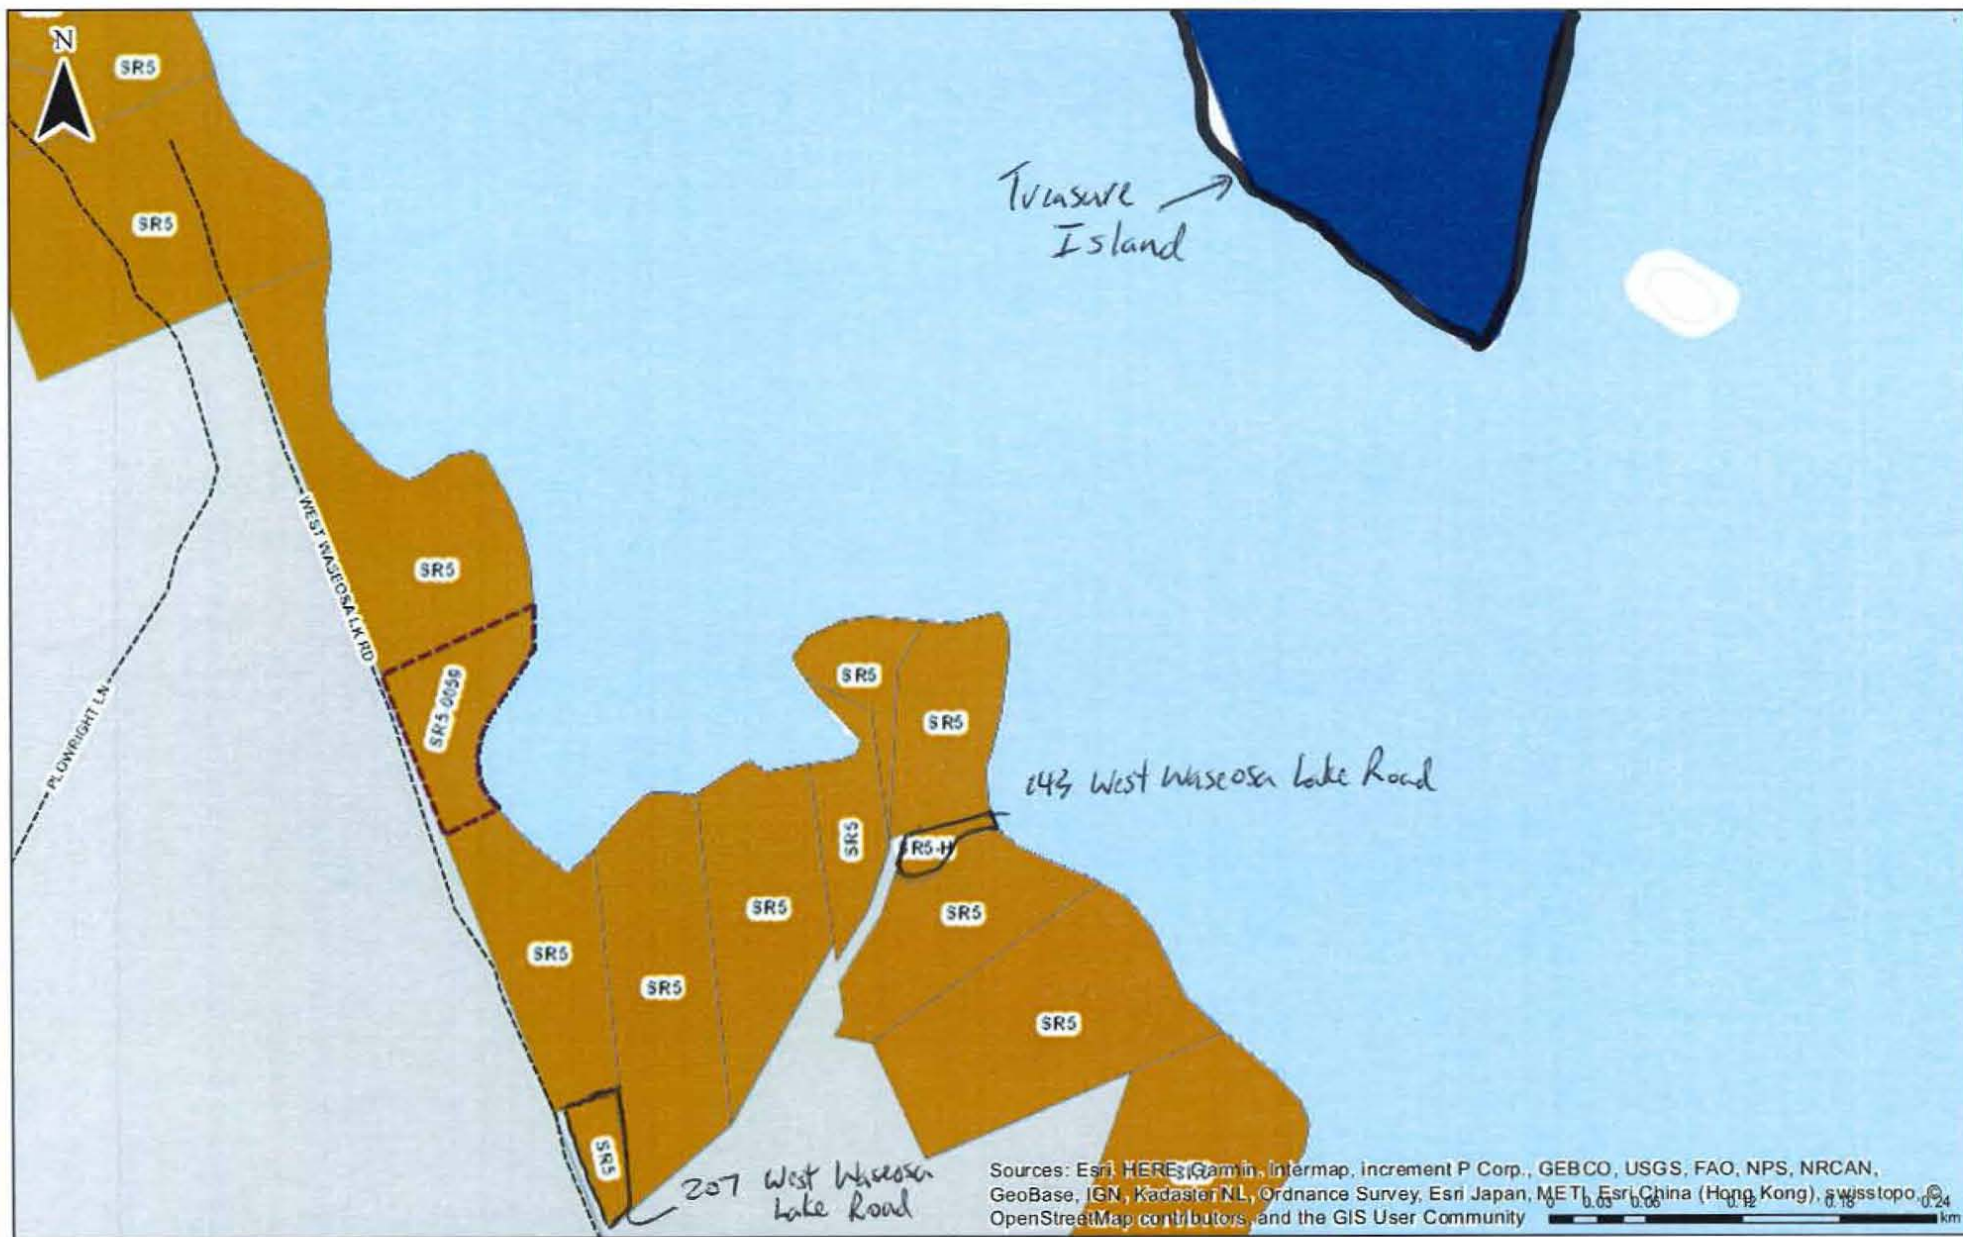 N
SR5
SR5
Treasure
Island
WEST WASEOSA LK RD
SR5
SR5-0059
PLOWRIGHT LN
SR5
SR5
143 West Waseosa Lake Road
SR5
SR5-H
SR5
SR5
SR5
SR5
SR5
SR5
207 West Waseosa
Lake Road
Sources: Esri, HERE, Garmin, Intermap, increment P Corp., GEBCO, USGS, FAO, NPS, NRCAN,
GeoBase, IGN, Kadaster NL, Ordnance Survey, Esri Japan, METI, Esri China (Hong Kong), swisstopo, ©
OpenStreetMap contributors, and the GIS User Community
0 0.03 0.06 0.12 0.18 0.24
km